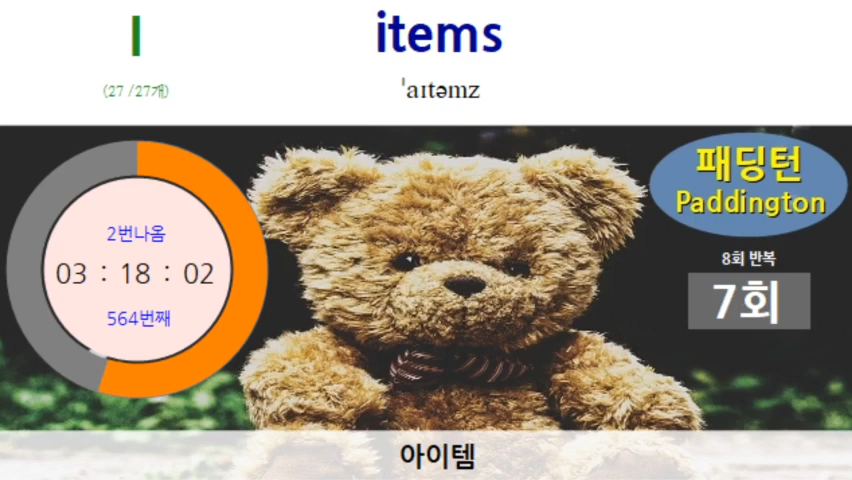 I
items
(27 /27개)
ˈaɪtəmz
패딩턴
Paddington
2번나옴
03 : 18 : 02
564번째
8회 반복
7회
아이템